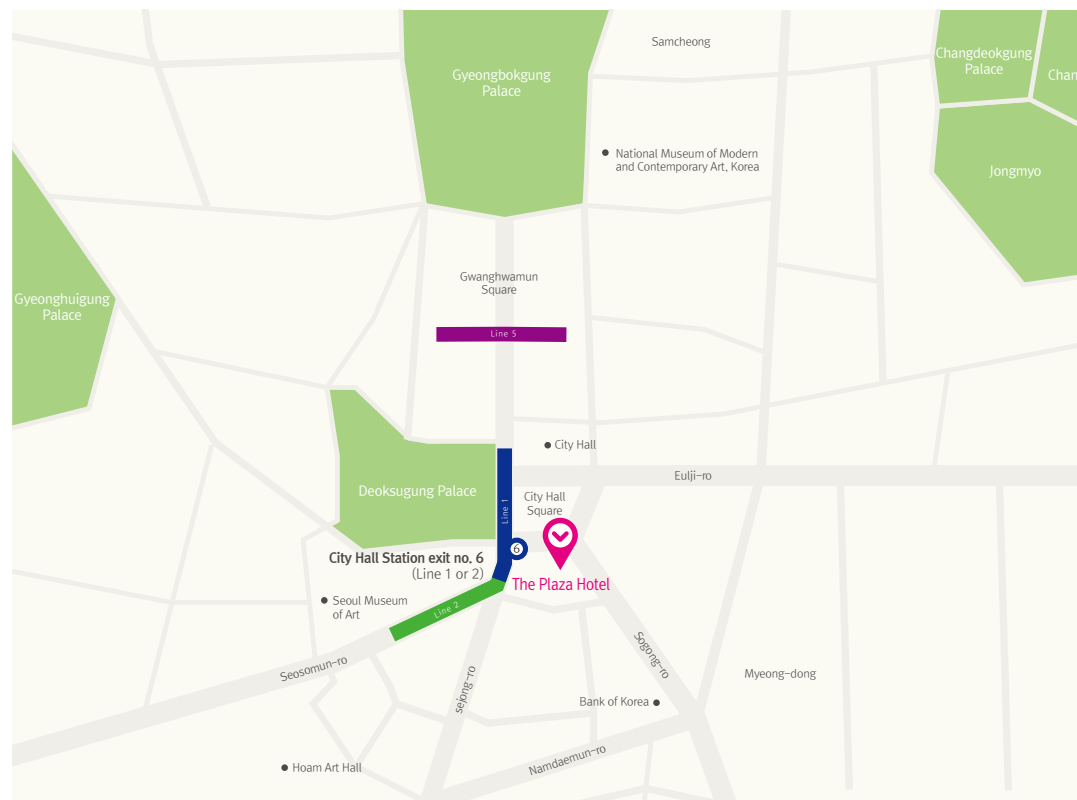 Samcheong
Changdeokgung
Palace
Chan
Gyeongbokgung
Palace
National Museum of Modern
and Contemporary Art, Korea
Jongmyo
Gwanghwamun
Square
Gyeonghuigung
Palace
Line 5
City Hall
Eulji-ro
Deoksugung Palace
City Hall
Square
Line 1
6
City Hall Station exit no. 6
(Line 1 or 2)
The Plaza Hotel
Seoul Museum
of Art
Line 2
Seosomun-ro
Sogong-ro
sejong-ro
Myeong-dong
Bank of Korea
Namdaemun-ro
Hoam Art Hall